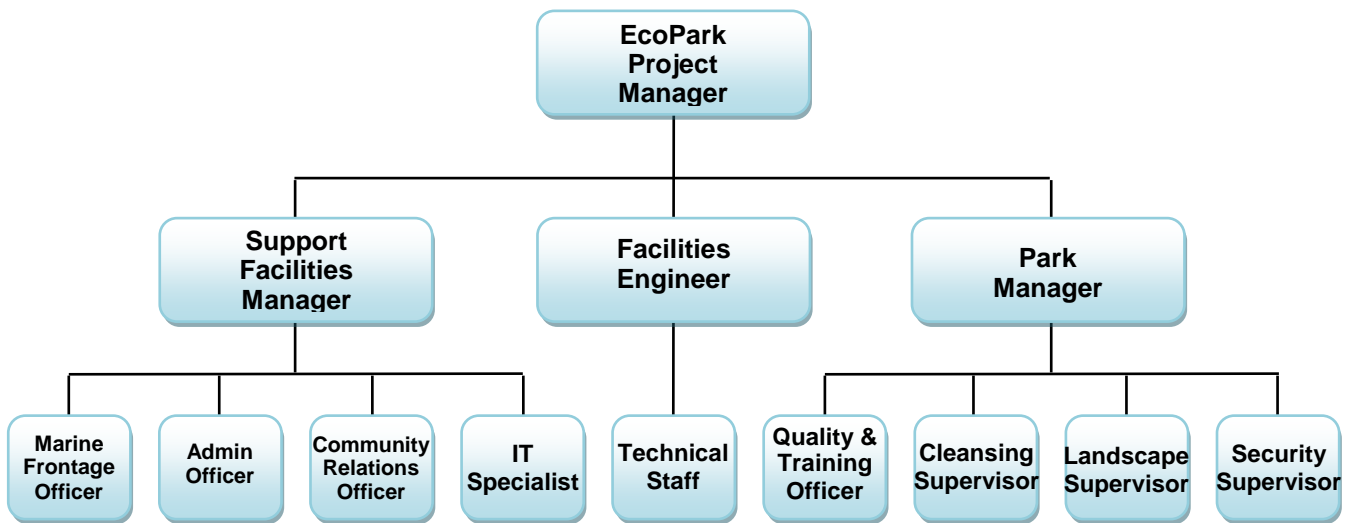 EcoPark
Project
Manager
Support
Facilities
Manager
Facilities
Engineer
Park
Manager
Marine
Frontage
Officer
Admin
Officer
Community
Relations
Officer
IT
Specialist
Technical
Staff
Quality &
Training
Officer
Cleansing
Supervisor
Landscape
Supervisor
Security
Supervisor